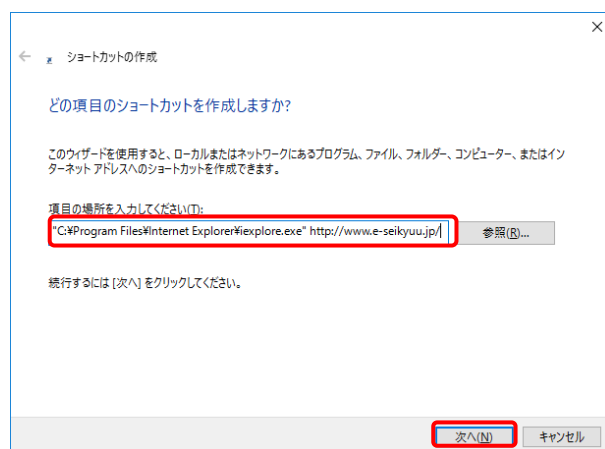 ショートカットの作成
どの項目のショートカットを作成しますか?
このウィザードを使用すると、ローカルまたはネットワークにあるプログラム、ファイル、フォルダー、コンピューター、またはイン
ターネット アドレスへのショートカットを作成できます。
項目の場所を入力してください(T):
"C:¥Program Files¥Internet Explorer¥iexplore.exe" http://www.e-seikyuu.jp/
参照(R)...
続行するには [次へ] をクリックしてください。
次へ(N)
キャンセル